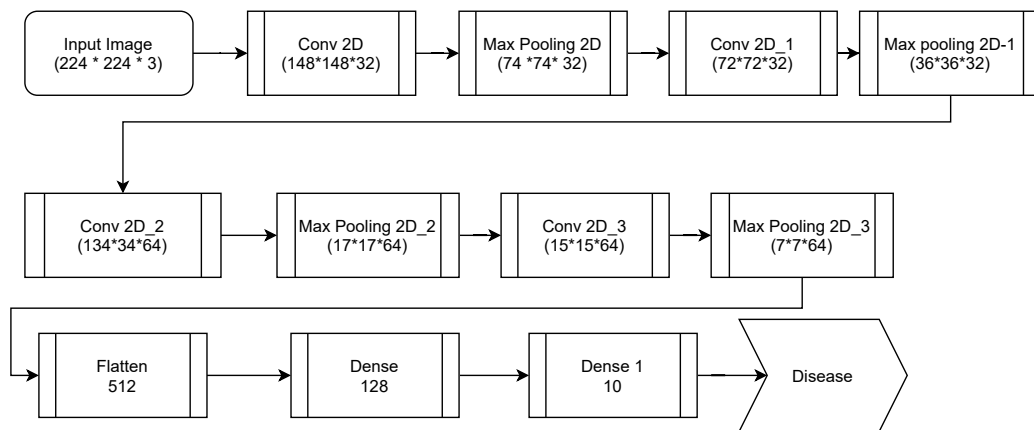 Input Image
(224 * 224 * 3)
Conv 2D
(148*148*32)
Max Pooling 2D
(74 *74* 32)
Conv 2D_1
(72*72*32)
Max pooling 2D-1
(36*36*32)
Conv 2D_2
(134*34*64)
Max Pooling 2D_2
(17*17*64)
Conv 2D_3
(15*15*64)
Max Pooling 2D_3
(7*7*64)
Flatten
512
Dense
128
Dense 1
10
Disease